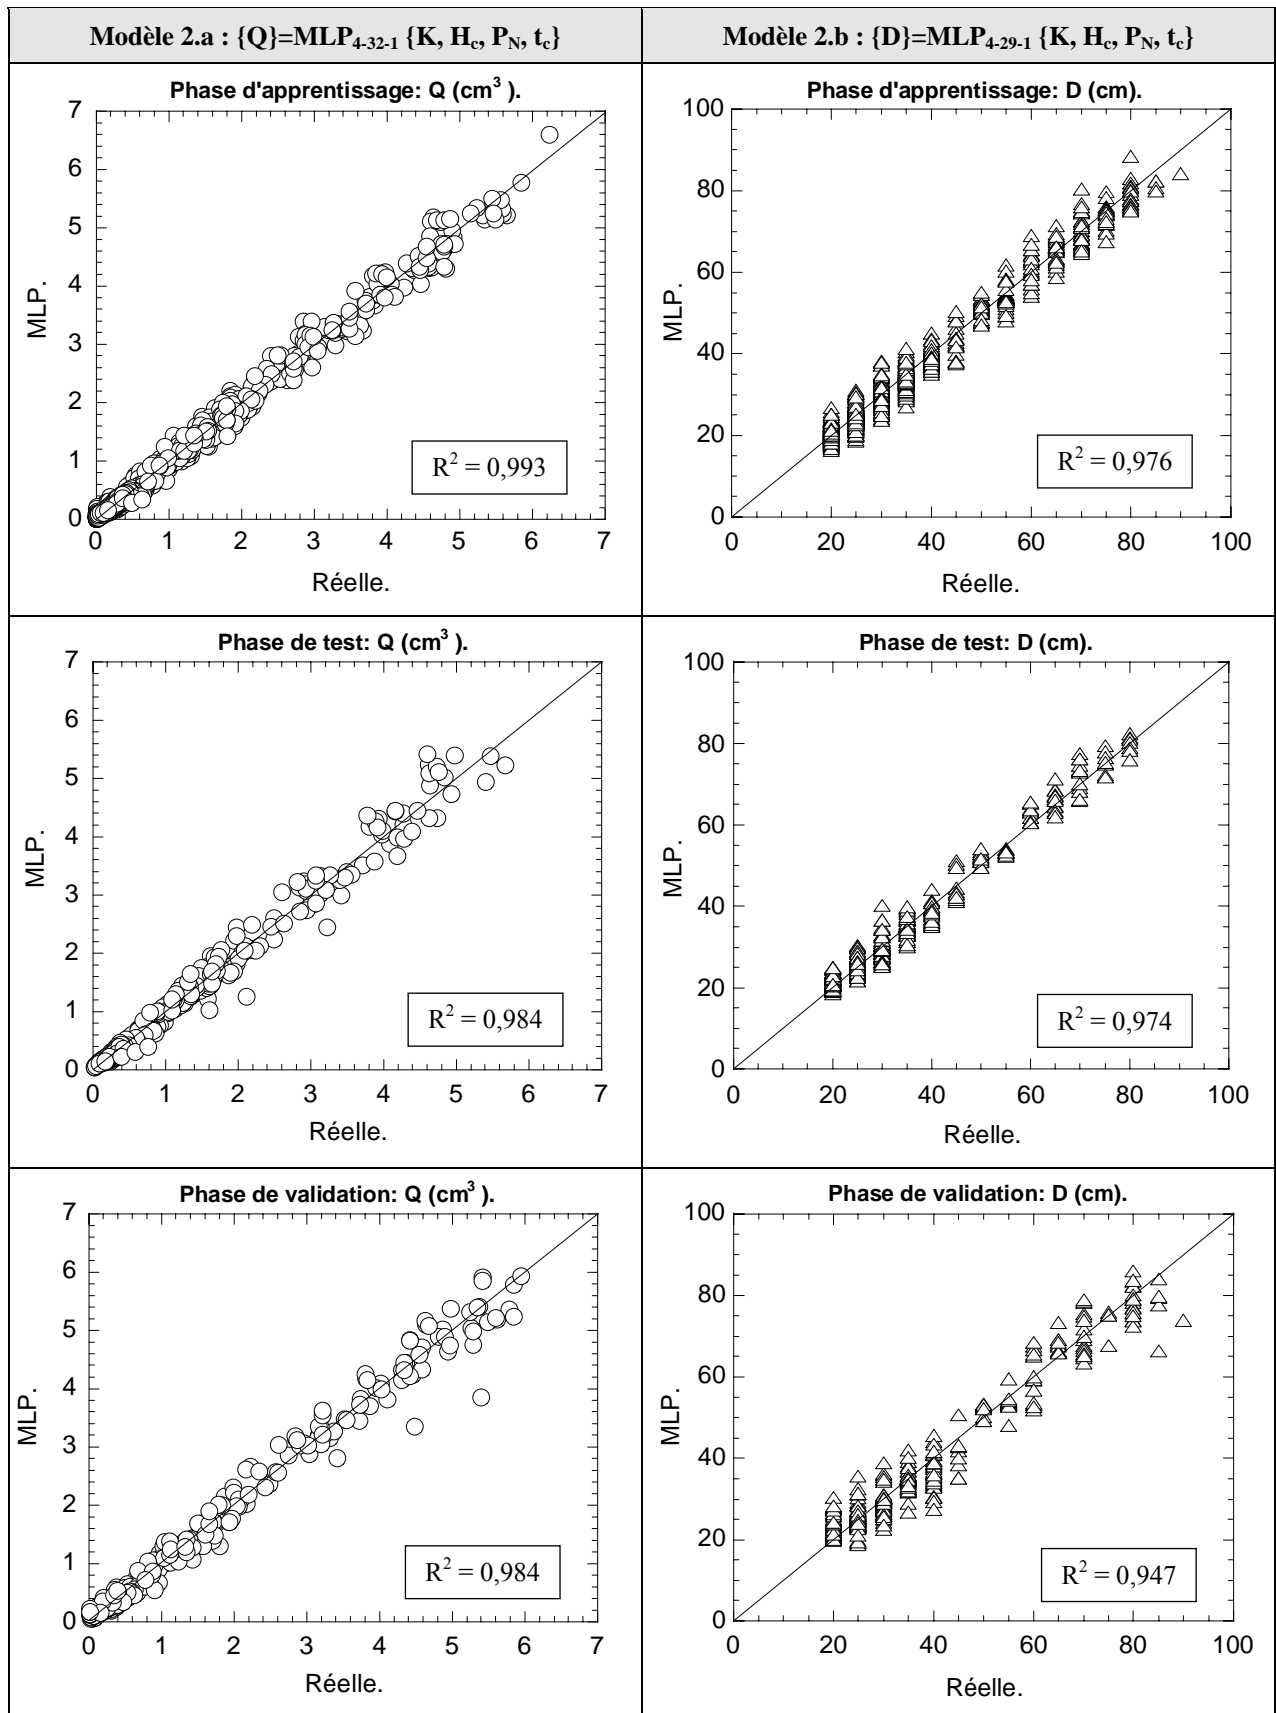 Modèle 2.a : {Q}=MLP4-32-1 {K, Hc, PN, tc}
Modèle 2.b : {D}=MLP4-29-1 {K, Hc, PN, tc}
Phase d'apprentissage: Q (cm3 ).
7
6
5
4
3
2
1
0
MLP.
R2 = 0,993
0 1 2 3 4 5 6 7
Réelle.
Phase d'apprentissage: D (cm).
100
80
60
40
20
0
MLP.
R2 = 0,976
0 20 40 60 80 100
Réelle.
Phase de test: Q (cm3 ).
7
6
5
4
3
2
1
0
MLP.
R2 = 0,984
0 1 2 3 4 5 6 7
Réelle.
Phase de test: D (cm).
100
80
60
40
20
0
MLP.
R2 = 0,974
0 20 40 60 80 100
Réelle.
Phase de validation: Q (cm3 ).
7
6
5
4
3
2
1
0
MLP.
R2 = 0,984
0 1 2 3 4 5 6 7
Réelle.
Phase de validation: D (cm).
100
80
60
40
20
0
MLP.
R2 = 0,947
0 20 40 60 80 100
Réelle.